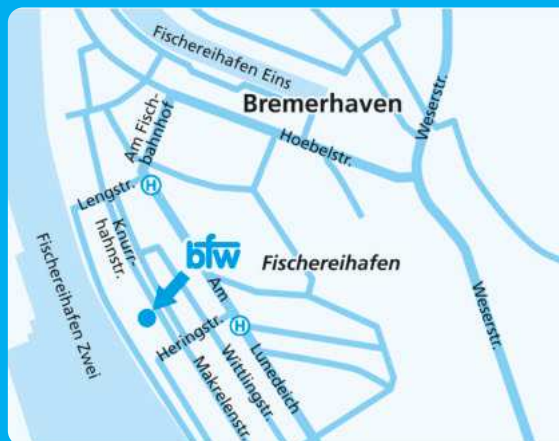 Fischereihafen Eins
Bremerhaven
Am Fisch-
bahnhof
Hoebelstr.
Weserstr.
Lengstr.
H
Knurr-
hahnstr.
bfw
Fischereihafen
Fischereihafen Zwei
Am
Lunedeich
H
Heringstr.
Wittlingstr.
Makrelenstr.
Weserstr.